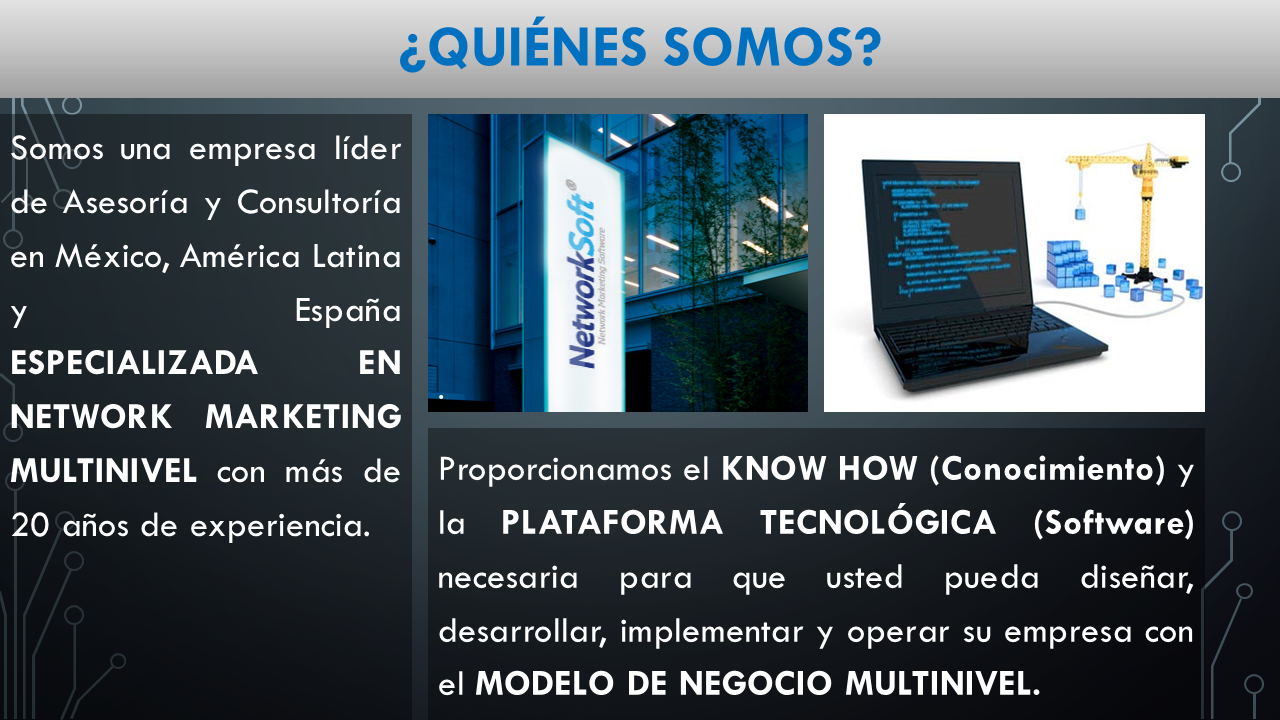 ¿QUIÉNES SOMOS?
Somos una empresa líder
de Asesoría y Consultoría
en México, América Latina
y España
ESPECIALIZADA EN
NETWORK MARKETING
MULTINIVEL con más de
20 años de experiencia.
NetworkSoft®
Network Marketing Software
Proporcionamos el KNOW HOW (Conocimiento) y
la PLATAFORMA TECNOLÓGICA (Software)
necesaria para que usted pueda diseñar,
desarrollar, implementar y operar su empresa con
el MODELO DE NEGOCIO MULTINIVEL.